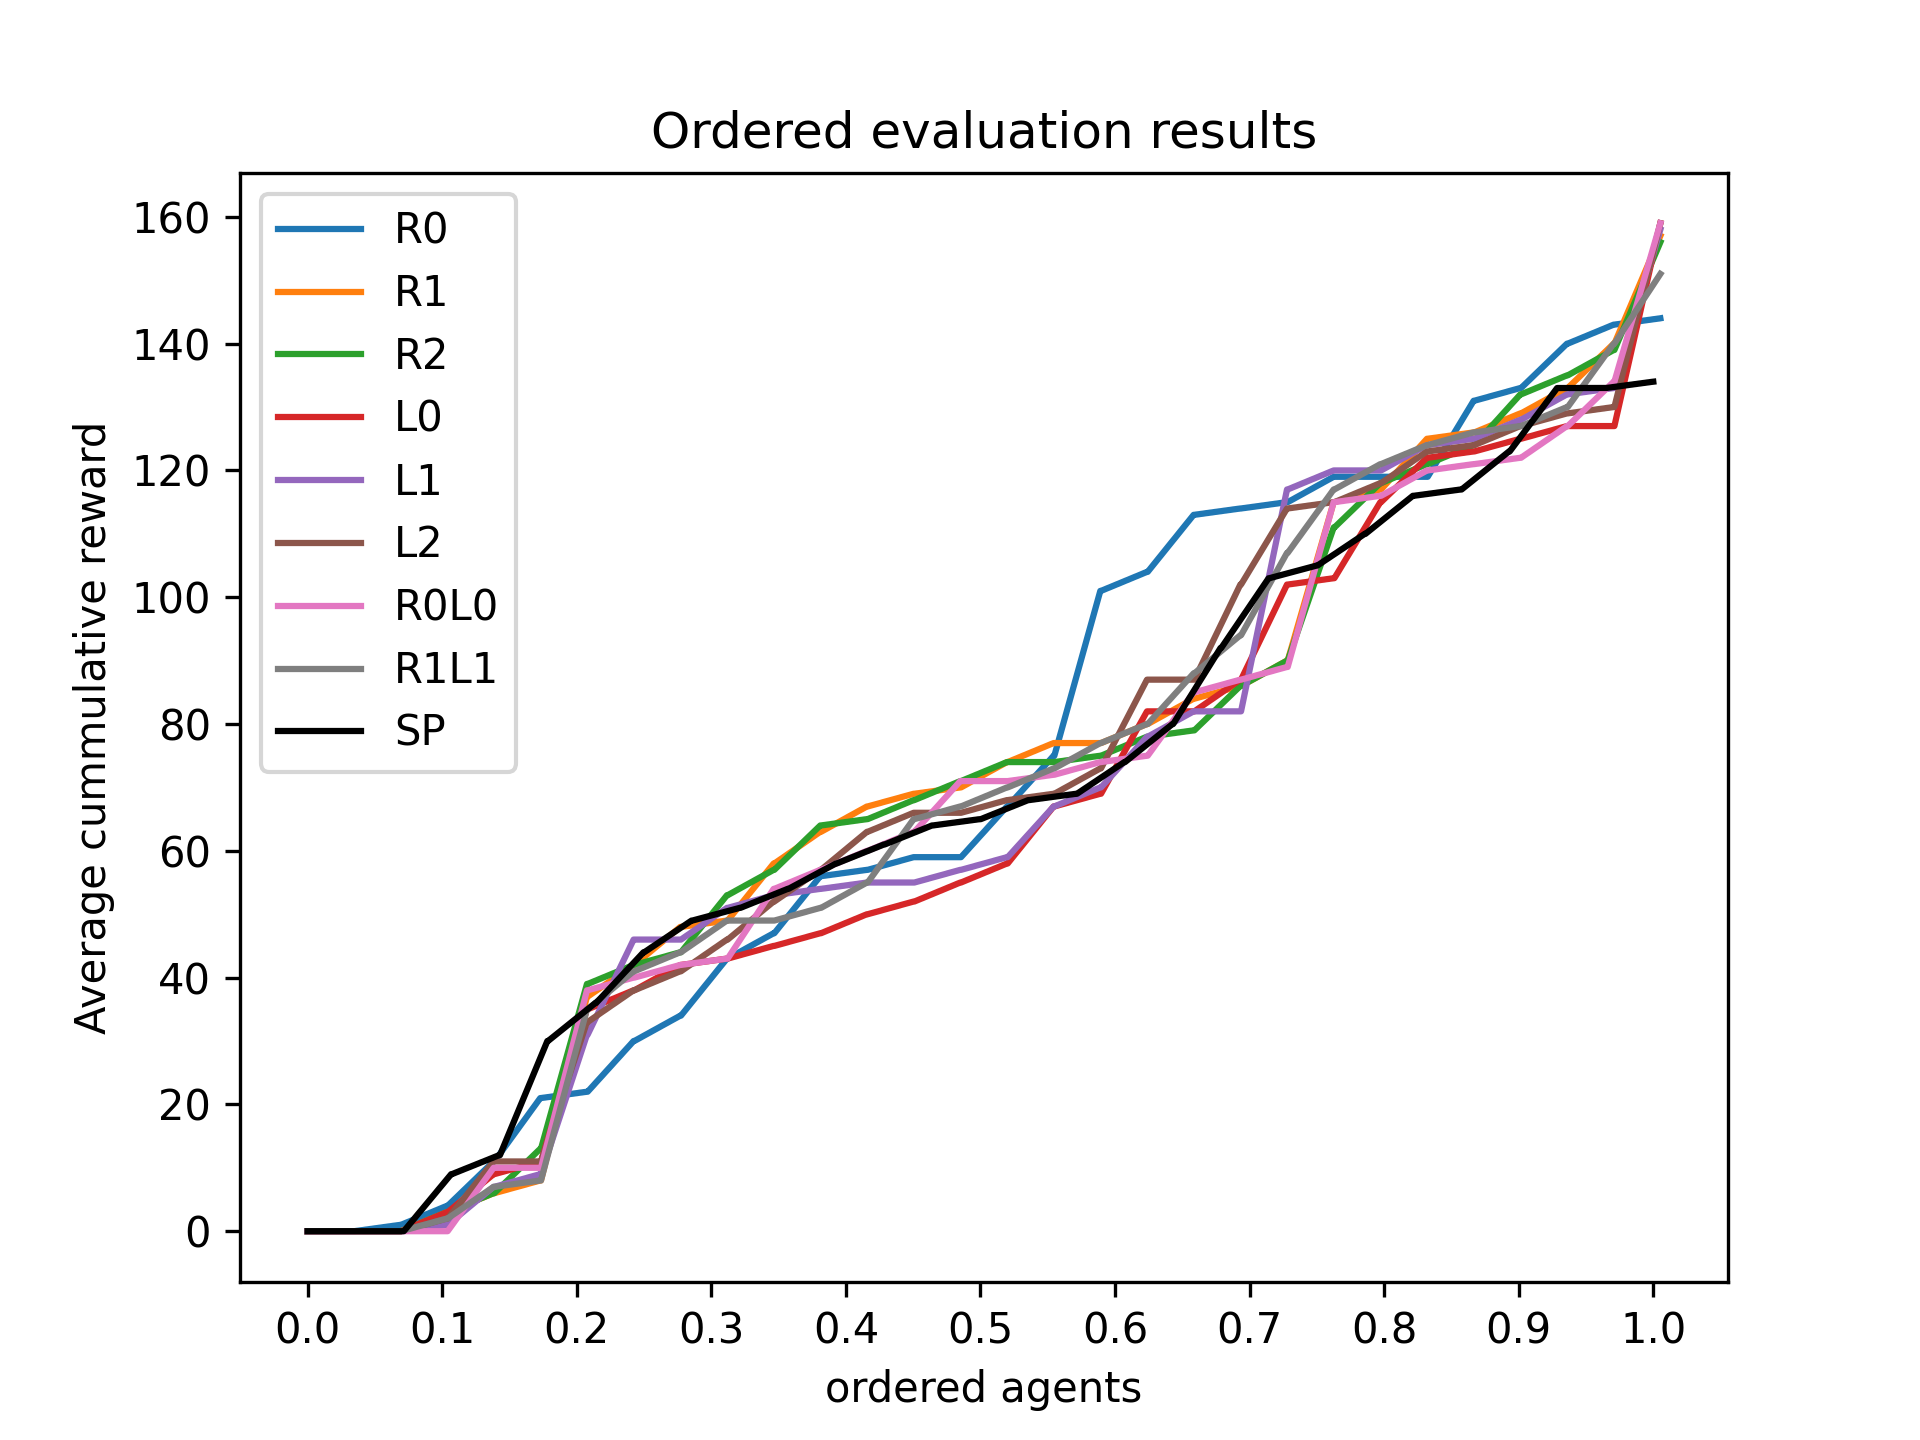 Ordered evaluation results
Average cummulative reward
160
140
120
100
80
60
40
20
0
R0
R1
R2
L0
L1
L2
R0L0
R1L1
SP
0.0 0.1 0.2 0.3 0.4 0.5 0.6 0.7 0.8 0.9 1.0
ordered agents